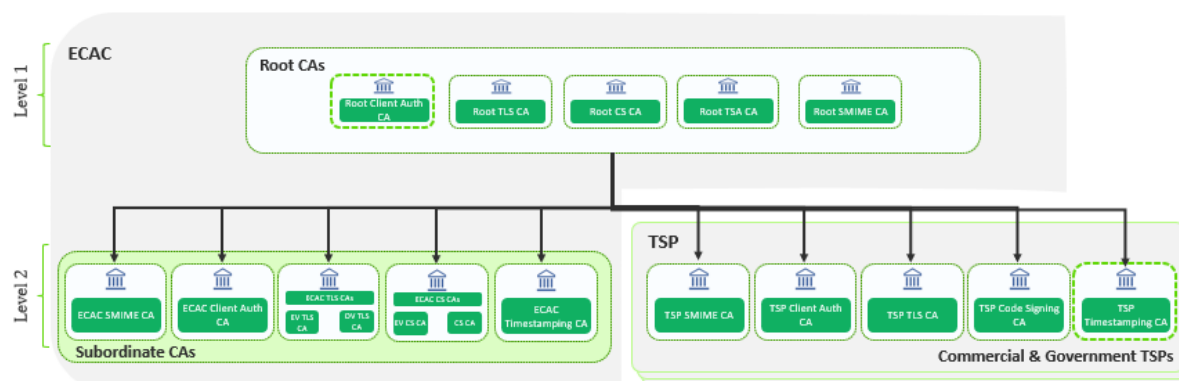 ECAC
Level 1
Root CAs
Root Client Auth
CA
Root TLS CA
Root CS CA
Root TSA CA
Root SMIME CA
Level 2
ECAC SMIME CA
ECAC Client Auth
CA
ECAC TLS CAs
EV TLS
CA
DV TLS
CA
ECAC CS CAs
EV CS CA
CS CA
ECAC
Timestamping CA
Subordinate CAs
TSP
TSP SMIME CA
TSP Client Auth
CA
TSP TLS CA
TSP Code Signing
CA
TSP
Timestamping CA
Commercial & Government TSPs